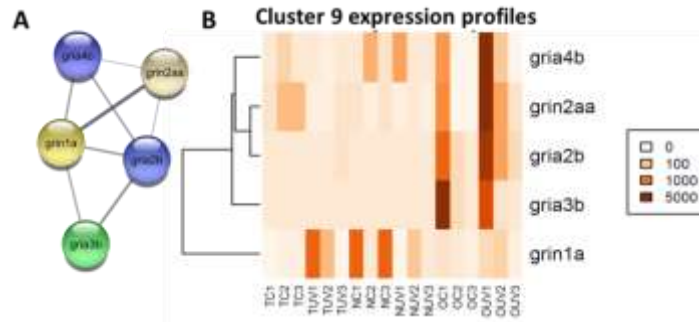 A
B
Cluster 9 expression profiles
gria4b
grin2aa
grin1a
gria2b
gria3b
gria4b
grin2aa
gria2b
gria3b
grin1a
0
100
1000
5000
TC1
TC2
TC3
TUV1
TUV2
TUV3
NC1
NC2
NC3
NUV1
NUV2
NUV3
OC1
OC2
OC3
OUV1
OUV2
OUV3